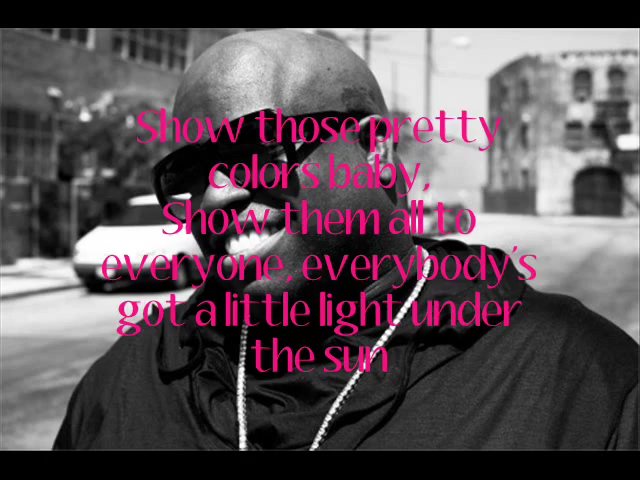 Show those pretty
colors baby,
Show them all to
everyone, everybody's
got a little light under
the sun